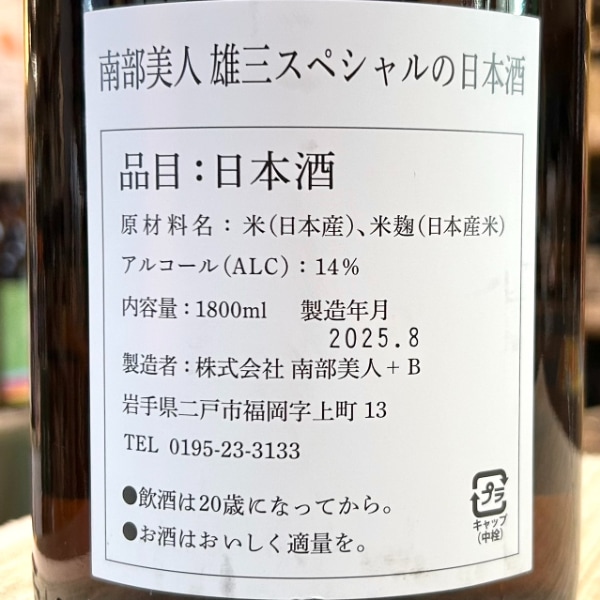 南部美人 雄三スペシャルの日本酒
品目：日本酒
原材料名：米(日本産)、米麹(日本産米)
アルコール(ALC)：14％
内容量：1800ml　製造年月
2025.8
製造者：株式会社 南部美人＋B
岩手県二戸市福岡字上町 13
TEL 0195-23-3133
●飲酒は20歳になってから。
●お酒はおいしく適量を。
プラ
キャップ
(中栓)